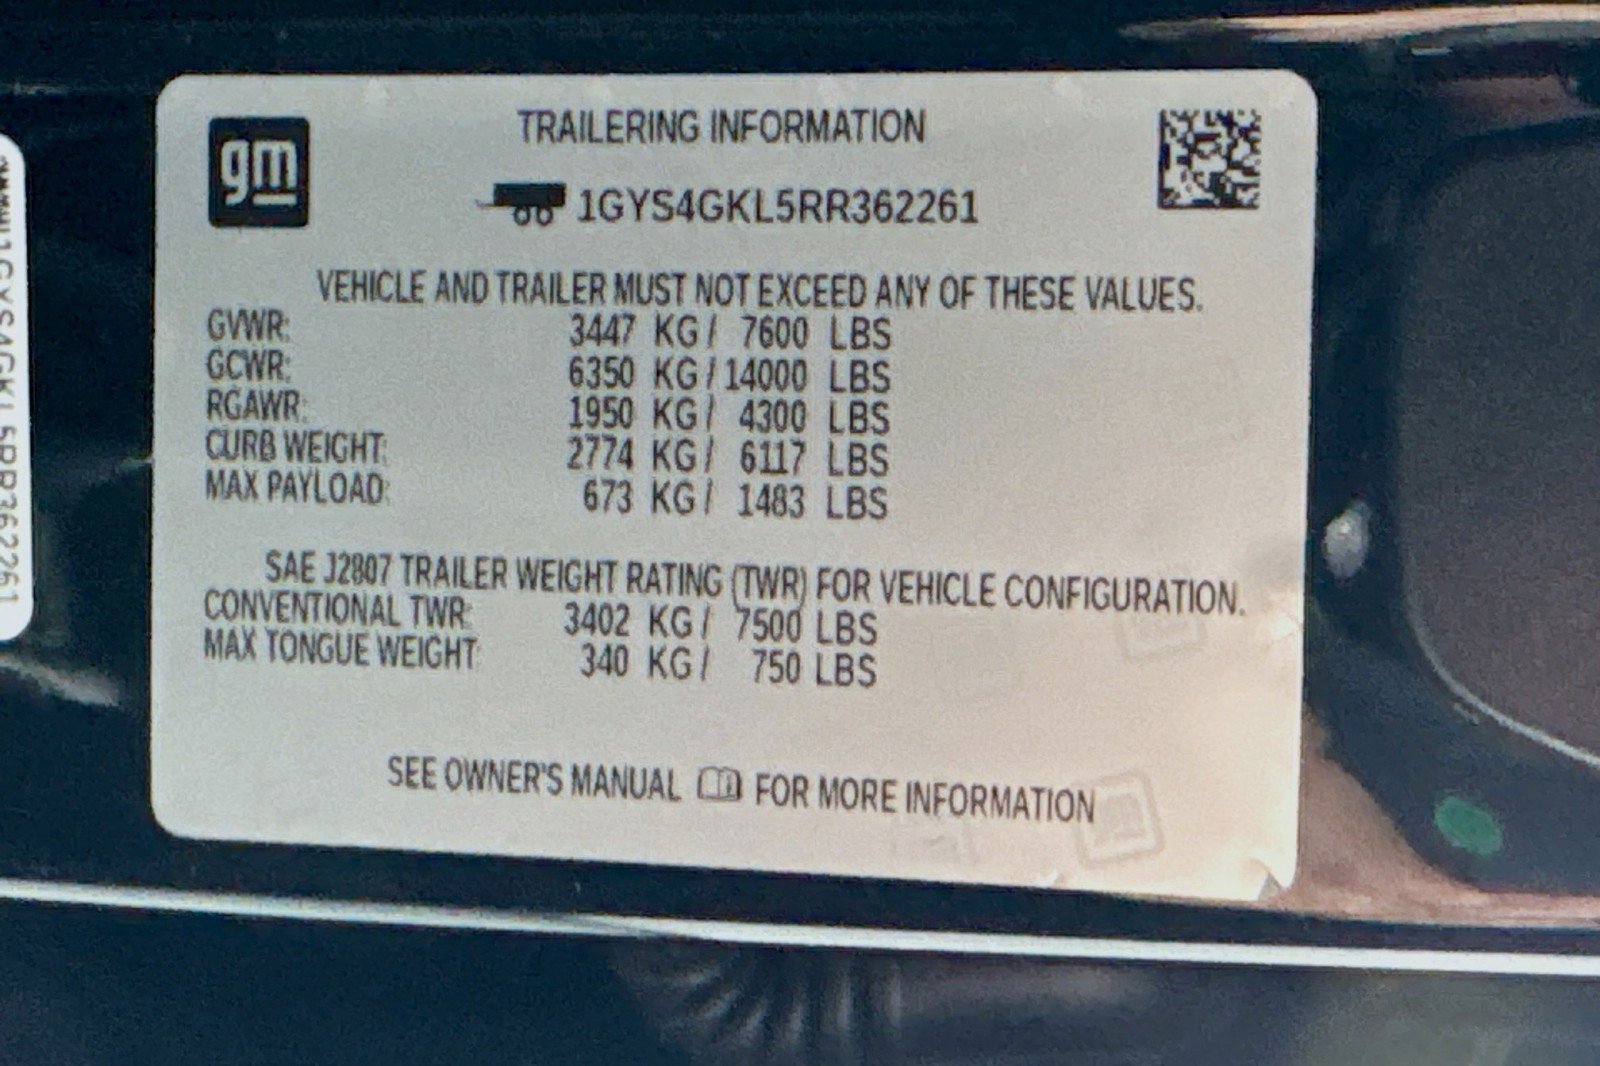 gm
TRAILERING INFORMATION
1GYS4GKL5RR362261
VEHICLE AND TRAILER MUST NOT EXCEED ANY OF THESE VALUES.
GVWR: 3447 KG / 7600 LBS
GCWR: 6350 KG / 14000 LBS
RGAWR: 1950 KG / 4300 LBS
CURB WEIGHT: 2774 KG / 6117 LBS
MAX PAYLOAD: 673 KG / 1483 LBS
SAE J2807 TRAILER WEIGHT RATING (TWR) FOR VEHICLE CONFIGURATION.
CONVENTIONAL TWR: 3402 KG / 7500 LBS
MAX TONGUE WEIGHT: 340 KG / 750 LBS
SEE OWNER'S MANUAL FOR MORE INFORMATION
1GYS4GKL5RR362261